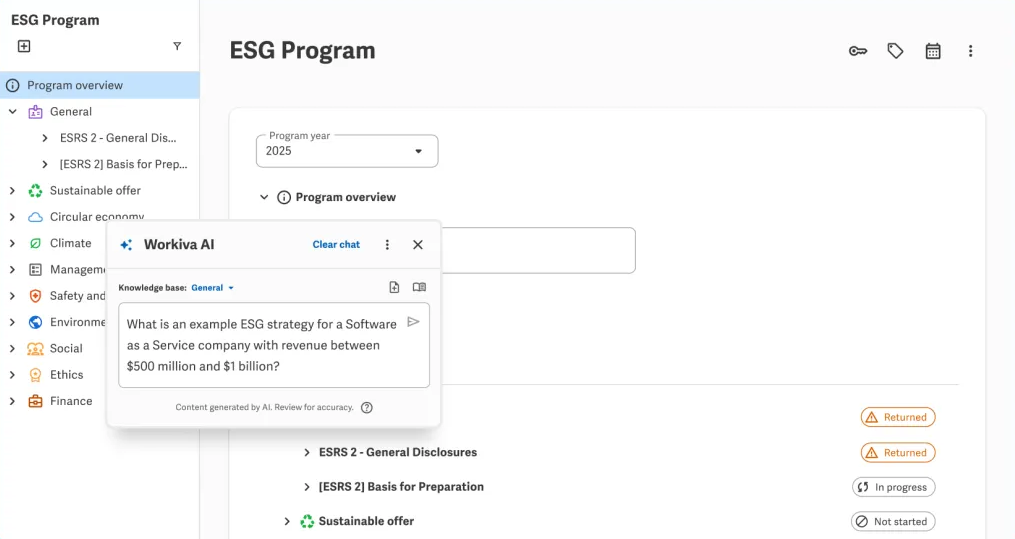 ESG Program
Program overview
General
ESRS 2 - General Dis...
[ESRS 2] Basis for Prep...
Sustainable offer
Circular economy
Climate
Managem
Safety and
Environme
Social
Ethics
Finance
ESG Program
Program year
2025
Program overview
Workiva AI
Clear chat
Knowledge base: General
What is an example ESG strategy for a Software
as a Service company with revenue between
$500 million and $1 billion?
Content generated by AI. Review for accuracy.
Returned
ESRS 2 - General Disclosures
Returned
[ESRS 2] Basis for Preparation
In progress
Sustainable offer
Not started